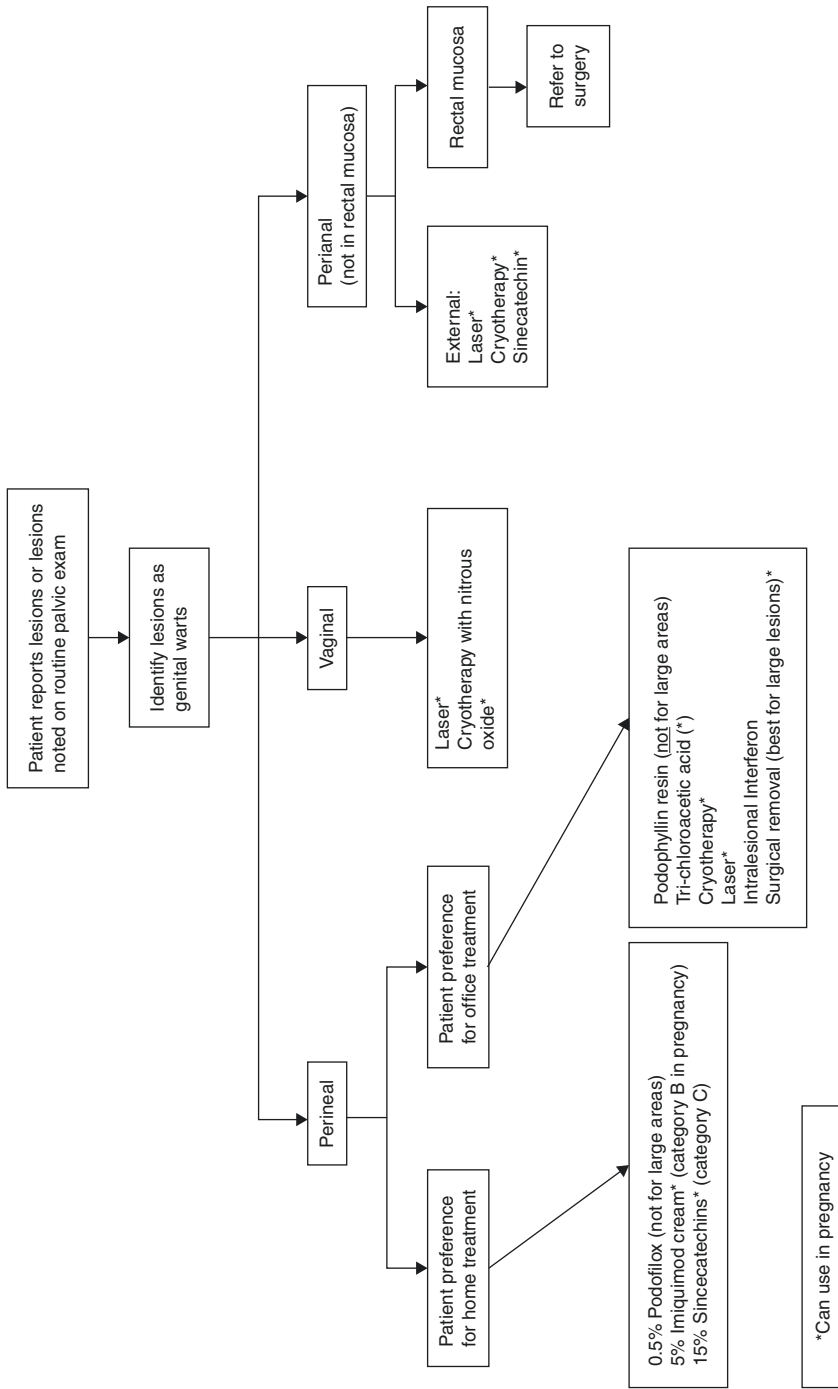 Patient reports lesions or lesions
noted on routine palvic exam
Identify lesions as
genital warts
Perineal
Vaginal
Perianal
(not in rectal mucosa)
Patient preference
for home treatment
Patient preference
for office treatment
Laser*
Cryotherapy with nitrous
oxide*
External:
Laser*
Cryotherapy*
Sinecatechin*
Rectal mucosa
Refer to
surgery
0.5% Podofilox (not for large areas)
5% Imiquimod cream* (category B in pregnancy)
15% Sincecatechins* (category C)
Podophyllin resin (not for large areas)
Tri-chloroacetic acid (*)
Cryotherapy*
Laser*
Intralesional Interferon
Surgical removal (best for large lesions)*
*Can use in pregnancy